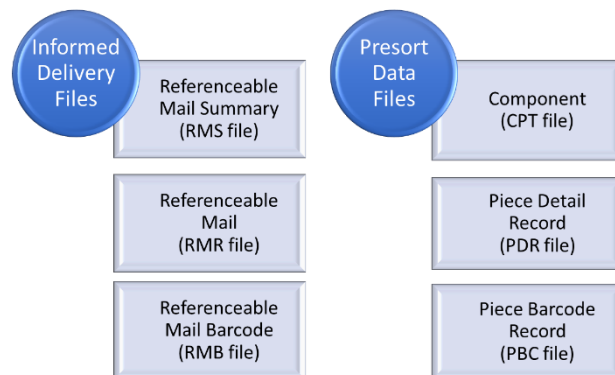 Informed
Delivery
Files
Referenceable
Mail Summary
(RMS file)
Referenceable
Mail
(RMR file)
Referenceable
Mail Barcode
(RMB file)
Presort
Data
Files
Component
(CPT file)
Piece Detail
Record
(PDR file)
Piece Barcode
Record
(PBC file)